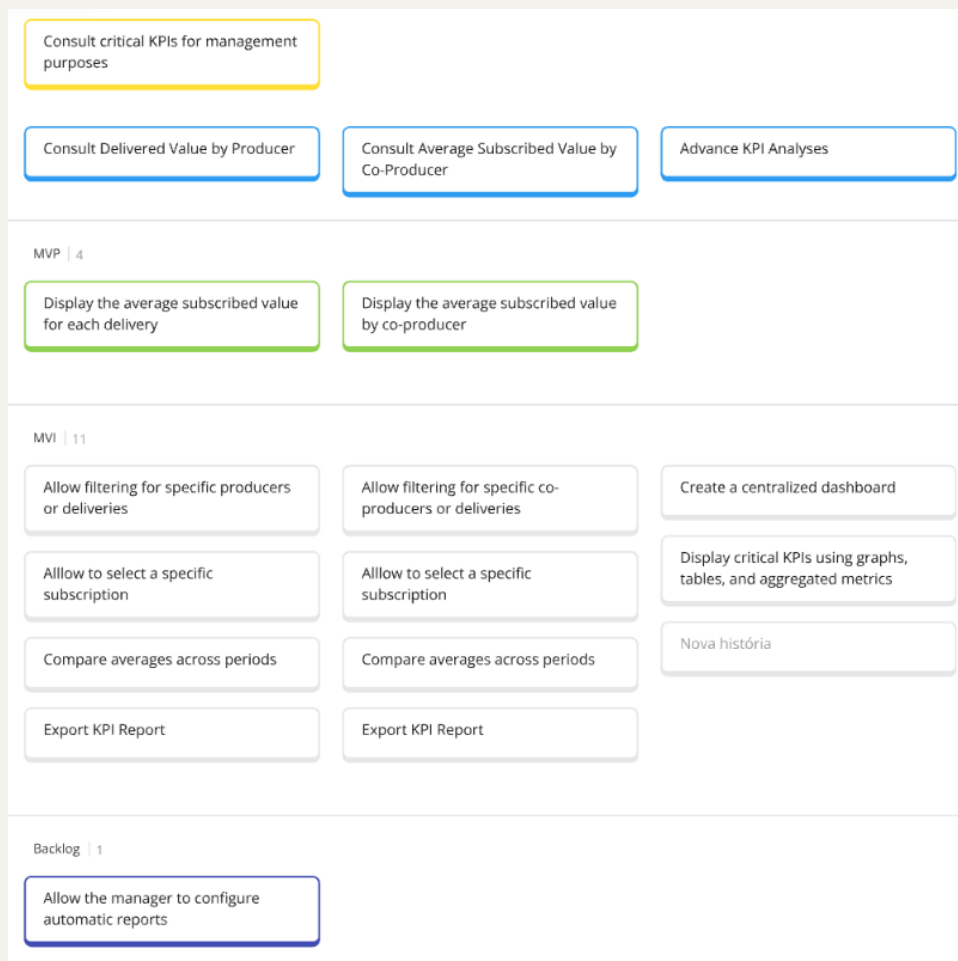 Consult critical KPIs for management
purposes
Consult Delivered Value by Producer
Consult Average Subscribed Value by
Co-Producer
Advance KPI Analyses
MVP | 4
Display the average subscribed value
for each delivery
Display the average subscribed value
by co-producer
MVI | 11
Allow filtering for specific producers
or deliveries
Allow filtering for specific co-
producers or deliveries
Create a centralized dashboard
Alllow to select a specific
subscription
Alllow to select a specific
subscription
Display critical KPIs using graphs,
tables, and aggregated metrics
Compare averages across periods
Compare averages across periods
Nova história
Export KPI Report
Export KPI Report
Backlog | 1
Allow the manager to configure
automatic reports